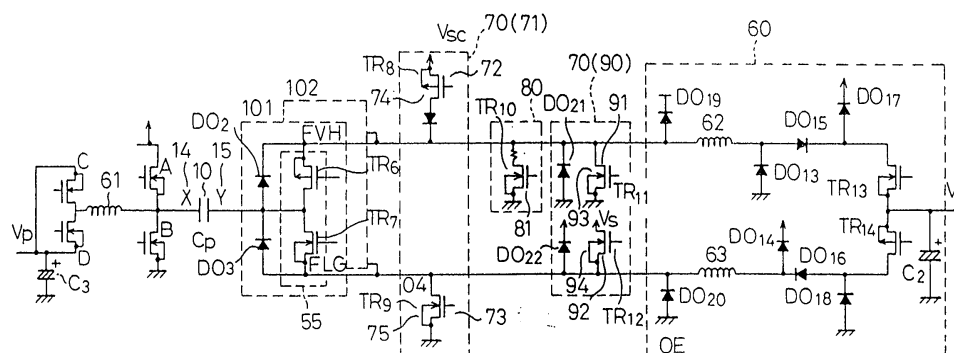 70(71)
60
Vsc
TR8
72
70(90)
102
74
80
DO21
91
DO19
DO17
101
TR10
62
DO15
14
10
15
DO2
FVH
C
A
61
X
Y
TR6
DO13
TR13
TR11
93
81
Vs
B
Cp
TR7
TR14
V
Vp
D
DO3
FLG
DO22
DO14
DO16
C2
63
C3
04
94
92
TR12
DO20
DO18
TR9
75
73
55
OE